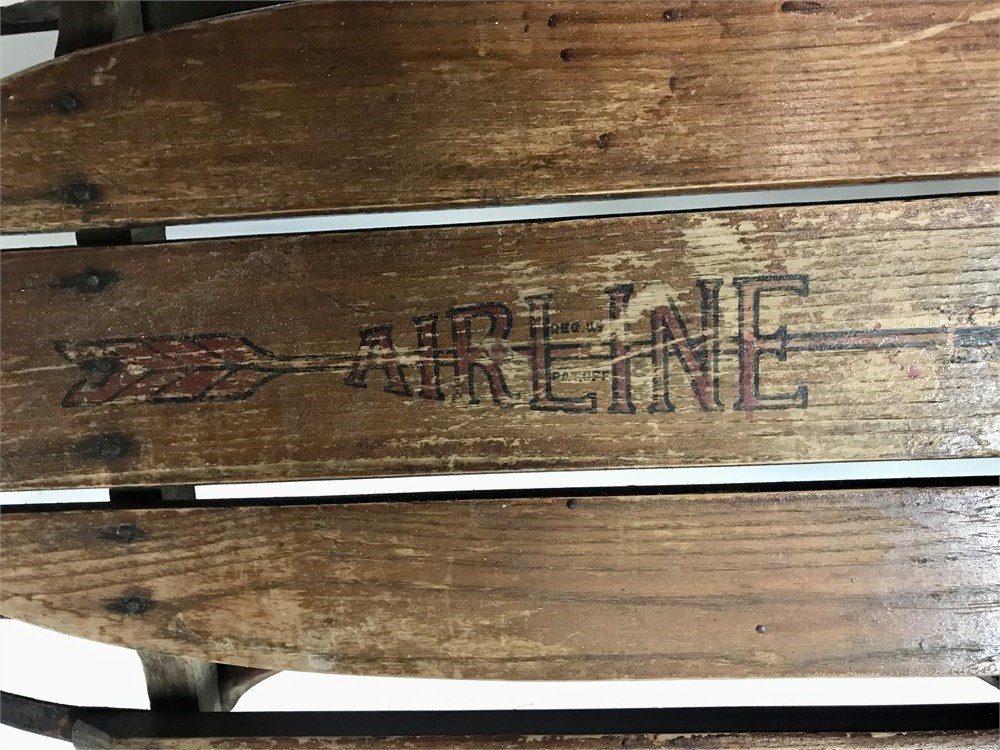 AIRLINE
REG US
PAT. OFF.